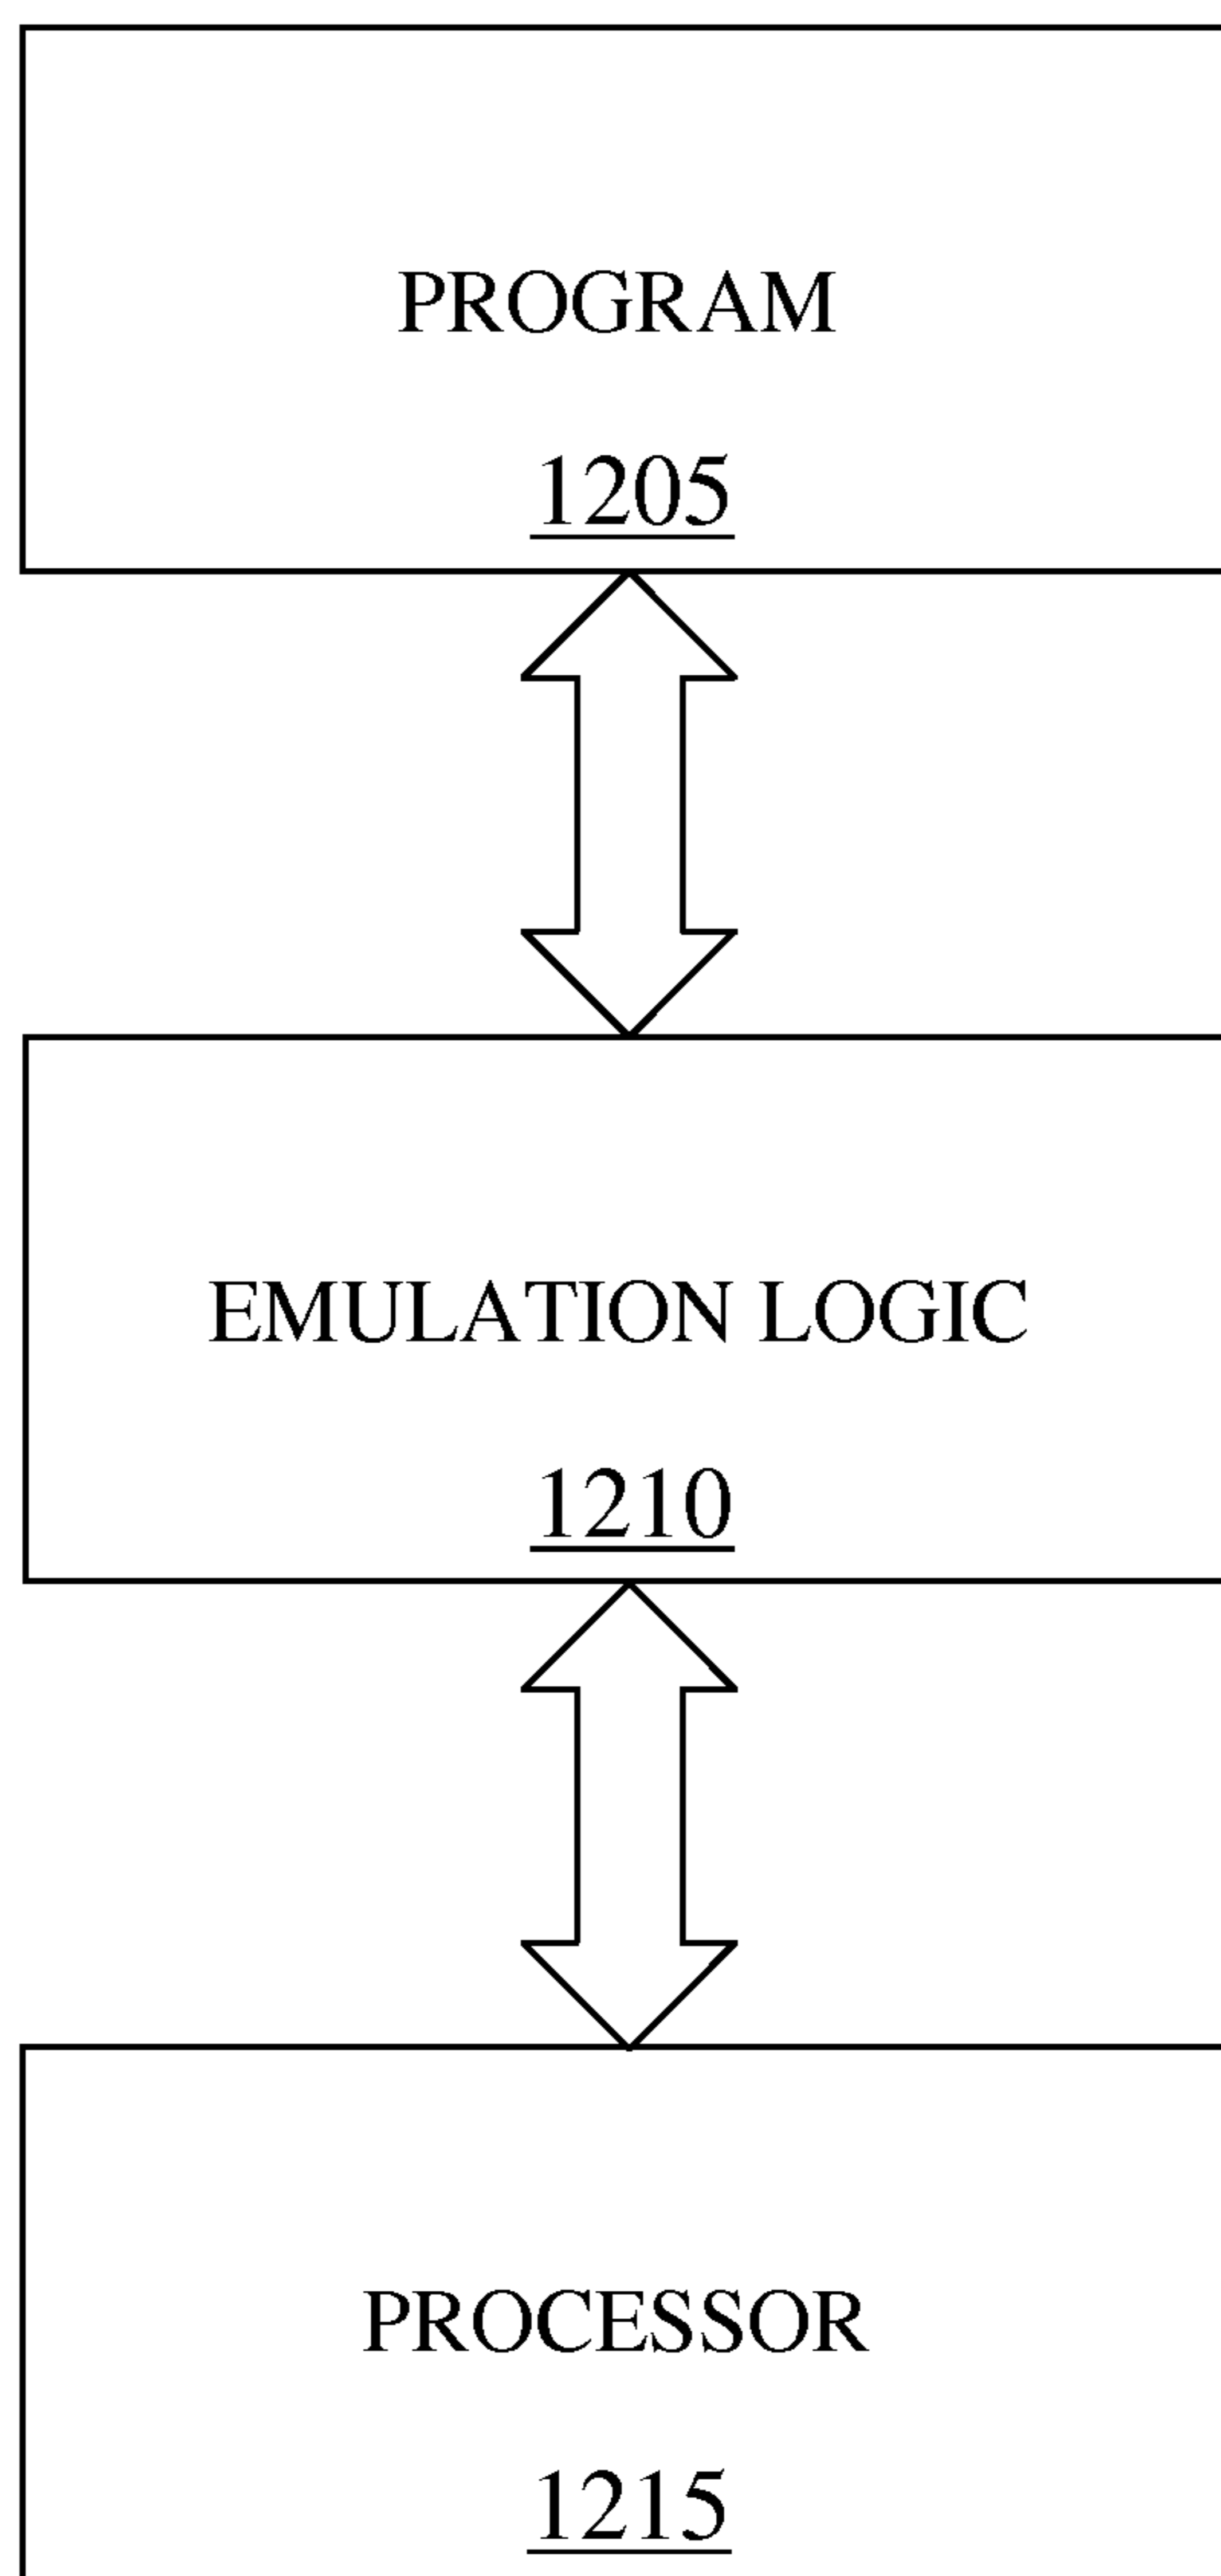 PROGRAM
1205
EMULATION LOGIC
1210
PROCESSOR
1215